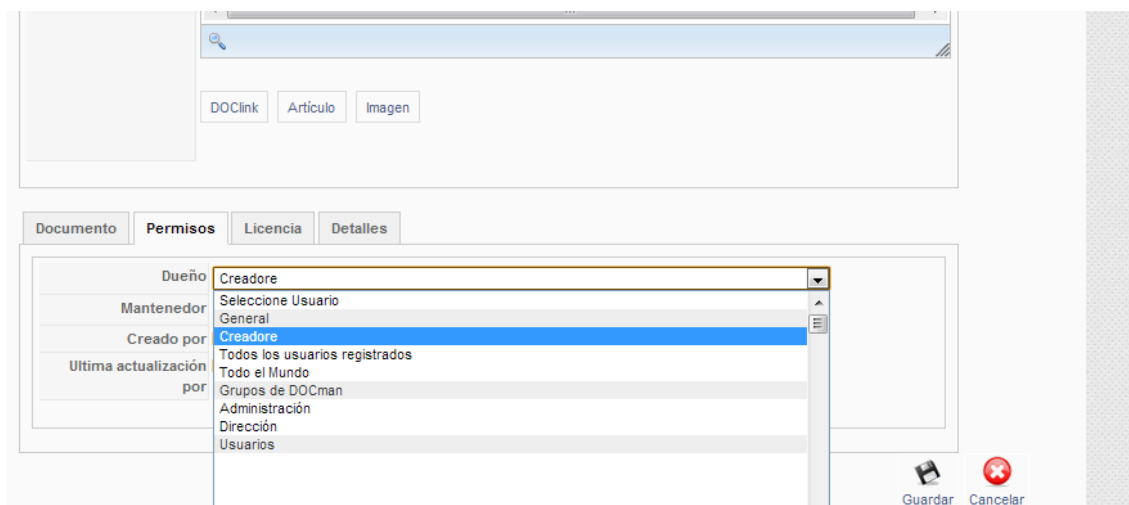 DOClink Artículo Imagen
Documento Permisos Licencia Detalles
Dueño Creadore
Mantenedor
Creado por
Ultima actualización
por
Seleccione Usuario
General
Creadore
Todos los usuarios registrados
Todo el Mundo
Grupos de DOCman
Administración
Dirección
Usuarios
Guardar Cancelar